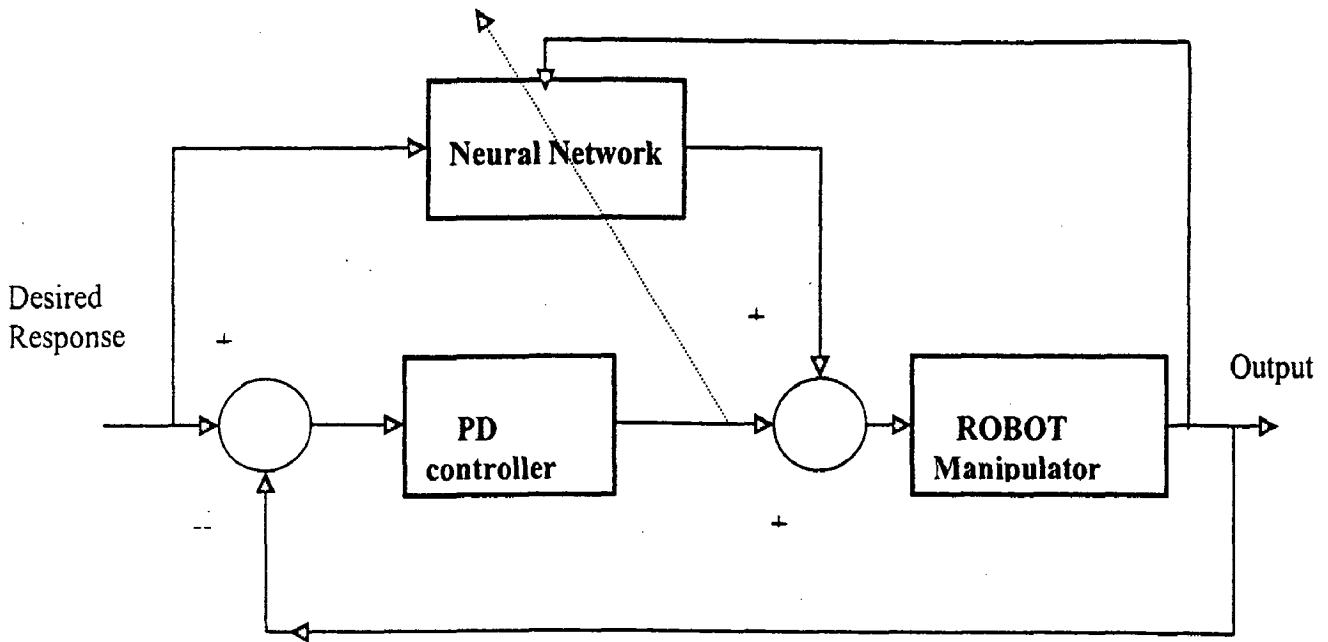 Neural Network
Desired
Response
+
+
Output
PD
controller
ROBOT
Manipulator
--
+